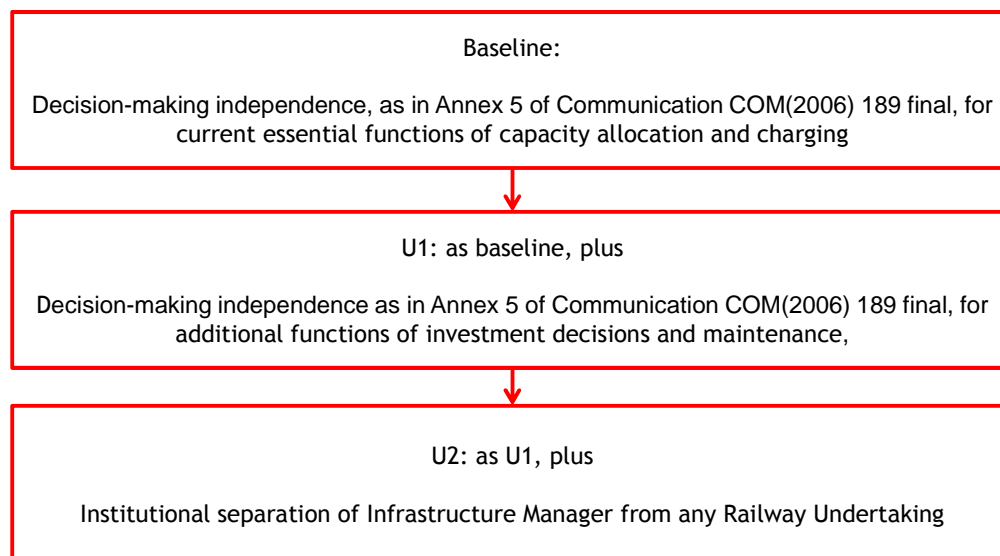 Baseline:
Decision-making independence, as in Annex 5 of Communication COM(2006) 189 final, for
current essential functions of capacity allocation and charging
U1: as baseline, plus
Decision-making independence as in Annex 5 of Communication COM(2006) 189 final, for
additional functions of investment decisions and maintenance,
U2: as U1, plus
Institutional separation of Infrastructure Manager from any Railway Undertaking